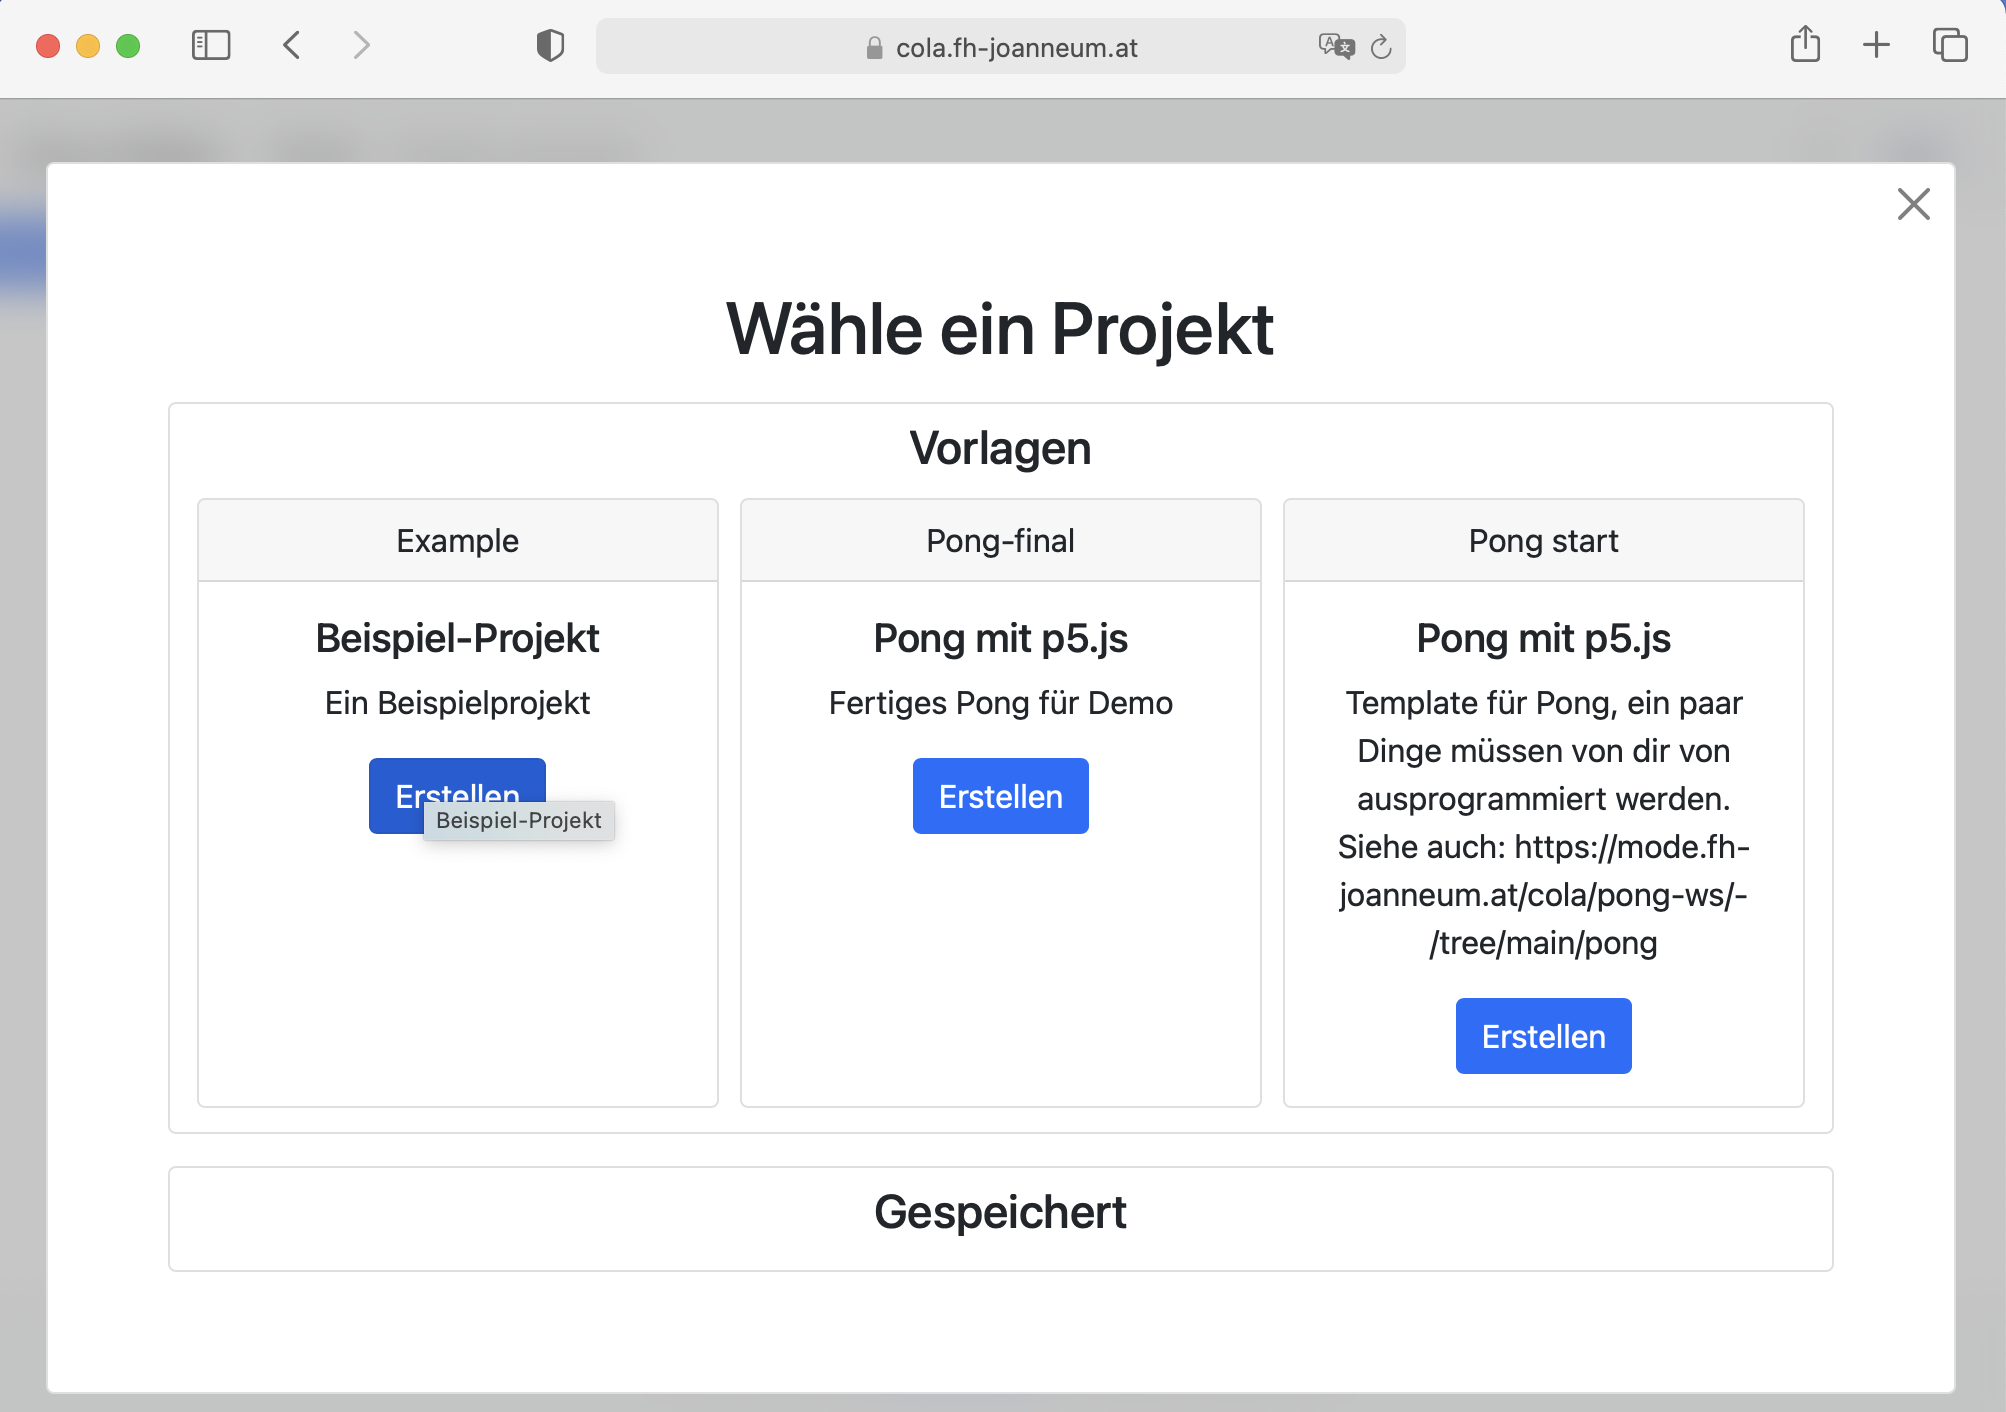 cola.fh-joanneum.at
Wähle ein Projekt
Vorlagen
Example
Beispiel-Projekt
Ein Beispielprojekt
Erstellen
Beispiel-Projekt
Pong-final
Pong mit p5.js
Fertiges Pong für Demo
Erstellen
Pong start
Pong mit p5.js
Template für Pong, ein paar
Dinge müssen von dir von
ausprogrammiert werden.
Siehe auch: https://mode.fh-
joanneum.at/cola/pong-ws/-
/tree/main/pong
Erstellen
Gespeichert